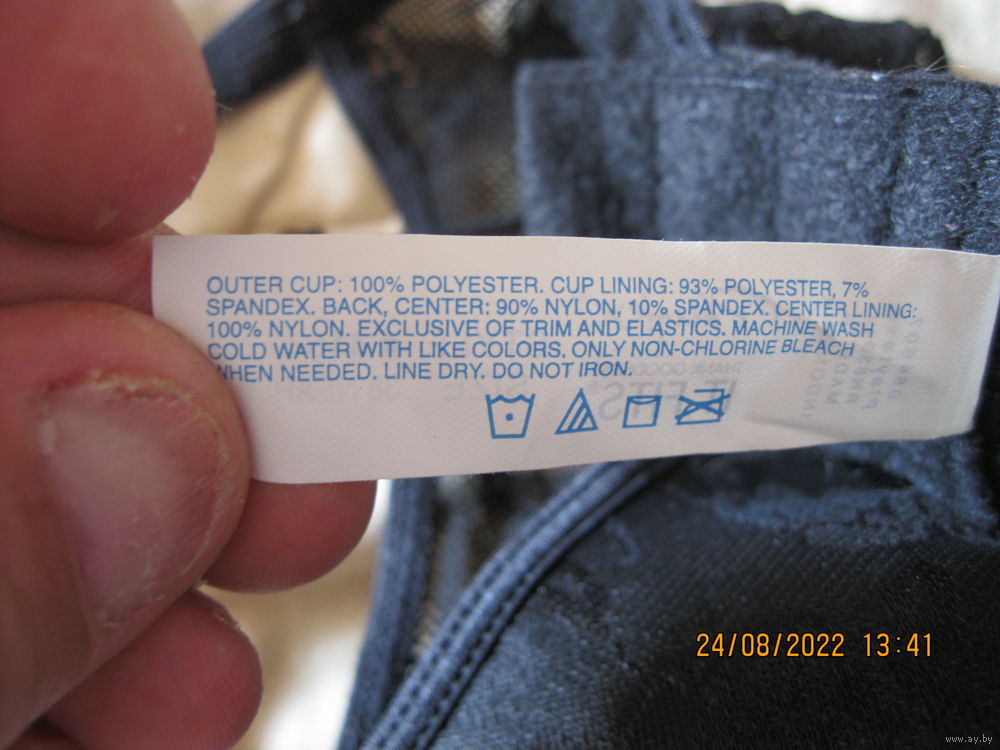 OUTER CUP: 100% POLYESTER. CUP LINING: 93% POLYESTER, 7%
SPANDEX. BACK, CENTER: 90% NYLON, 10% SPANDEX. CENTER LINING:
100% NYLON. EXCLUSIVE OF TRIM AND ELASTICS. MACHINE WASH
COLD WATER WITH LIKE COLORS. ONLY NON-CHLORINE BLEACH
WHEN NEEDED. LINE DRY. DO NOT IRON.
24/08/2022 13:41
www.ay.by